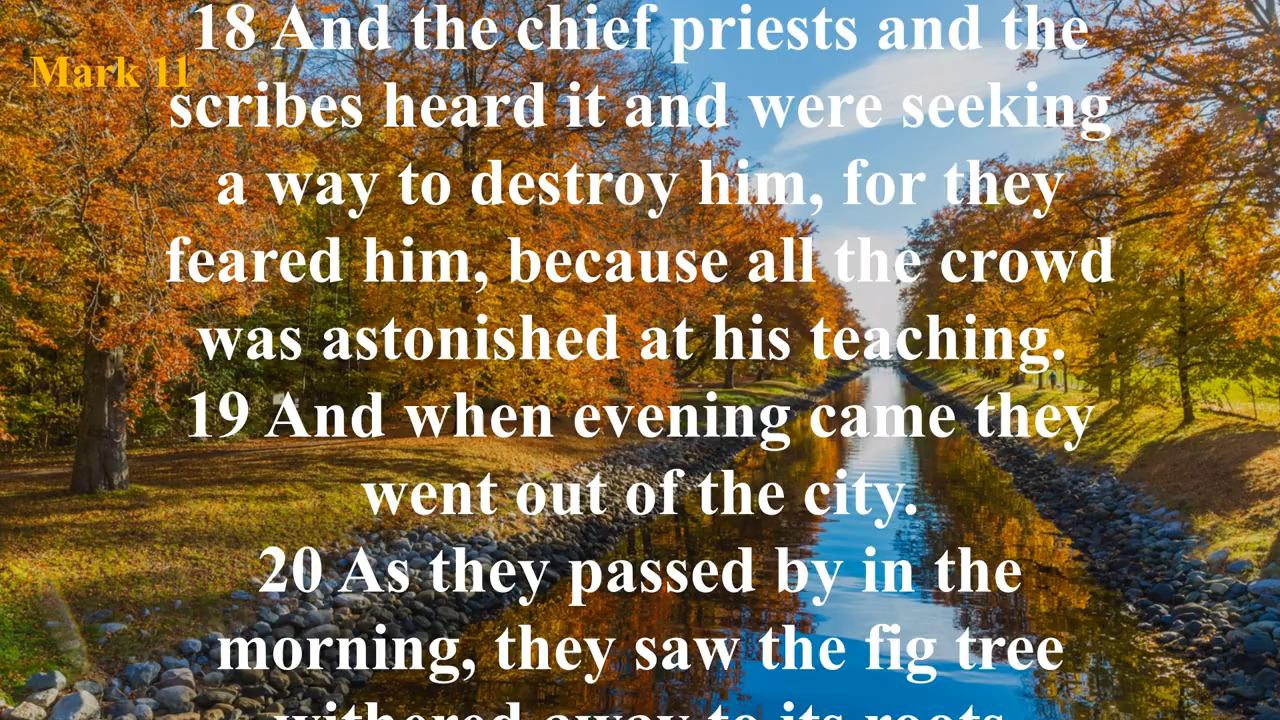 18 And the chief priests and the
Mark 11
scribes heard it and were seeking
a way to destroy him, for they
feared him, because all the crowd
was astonished at his teaching.
19 And when evening came they
went out of the city.
20 As they passed by in the
morning, they saw the fig tree
withered away to its roots.